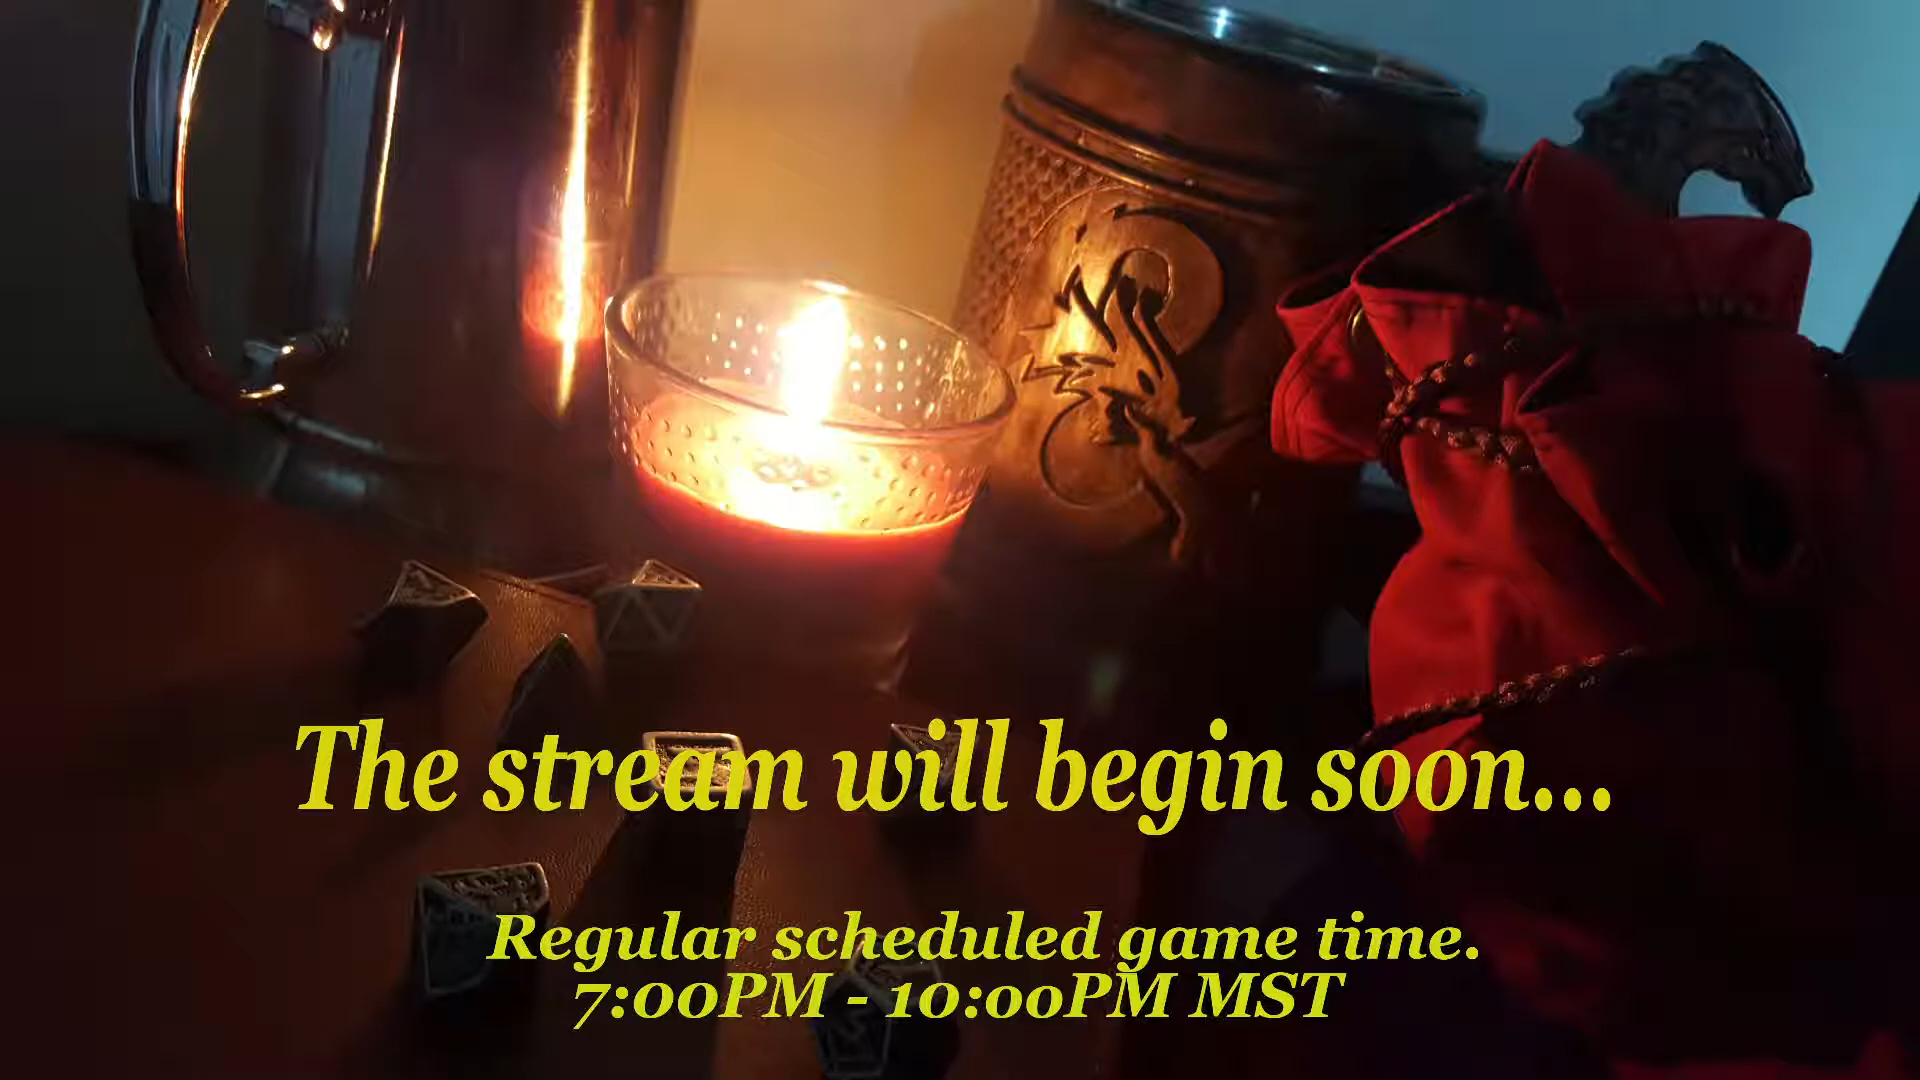 The stream will begin soon...
Regular scheduled game time.
7:00PM - 10:00PM MST